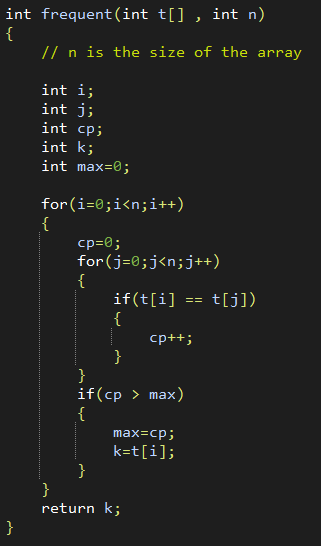 int frequent(int t[] , int n)
{
    // n is the size of the array

    int i;
    int j;
    int cp;
    int k;
    int max=0;

    for(i=0;i<n;i++)
    {
        cp=0;
        for(j=0;j<n;j++)
        {
            if(t[i] == t[j])
            {
                cp++;
            }
        }
        if(cp > max)
        {
            max=cp;
            k=t[i];
        }
    }
    return k;
}